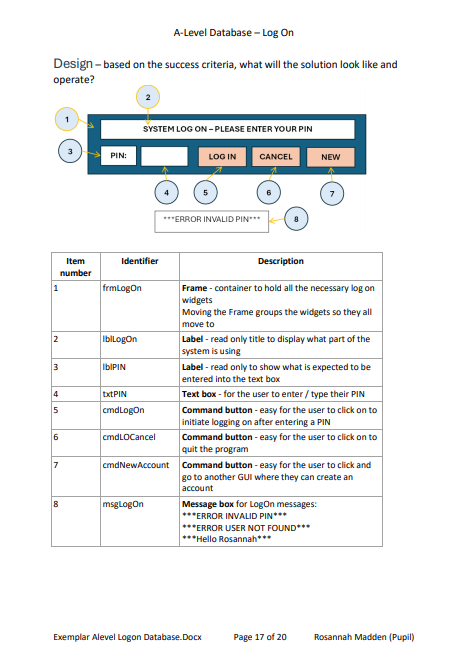 A-Level Database – Log On
Design – based on the success criteria, what will the solution look like and
operate?
2
1
SYSTEM LOG ON – PLEASE ENTER YOUR PIN
3
PIN:
LOG IN
CANCEL
NEW
4
5
6
7
***ERROR INVALID PIN***
8
Item number Identifier Description
1 frmLogOn Frame - container to hold all the necessary log on
widgets
Moving the Frame groups the widgets so they all
move to
2 lblLogOn Label - read only title to display what part of the
system is using
3 lblPIN Label - read only to show what is expected to be
entered into the text box
4 txtPIN Text box - for the user to enter / type their PIN
5 cmdLogOn Command button - easy for the user to click on to
initiate logging on after entering a PIN
6 cmdLOCancel Command button - easy for the user to click on to
quit the program
7 cmdNewAccount Command button - easy for the user to click and
go to another GUI where they can create an
account
8 msgLogOn Message box for LogOn messages:
***ERROR INVALID PIN***
***ERROR USER NOT FOUND***
***Hello Rosannah***
Exemplar Alevel Logon Database.Docx Page 17 of 20 Rosannah Madden (Pupil)